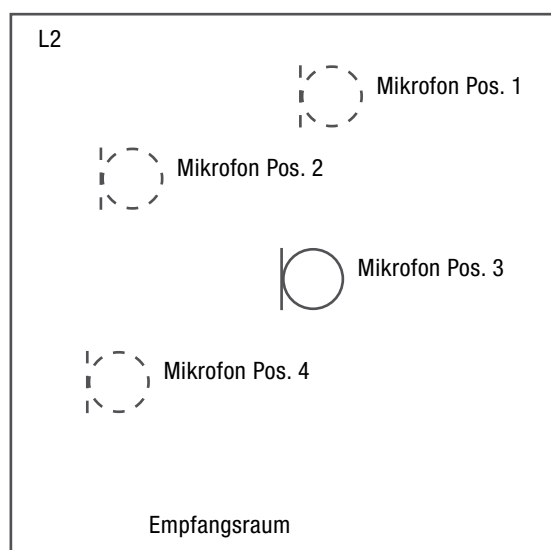 L2
Mikrofon Pos. 1
Mikrofon Pos. 2
Mikrofon Pos. 3
Mikrofon Pos. 4
Empfangsraum